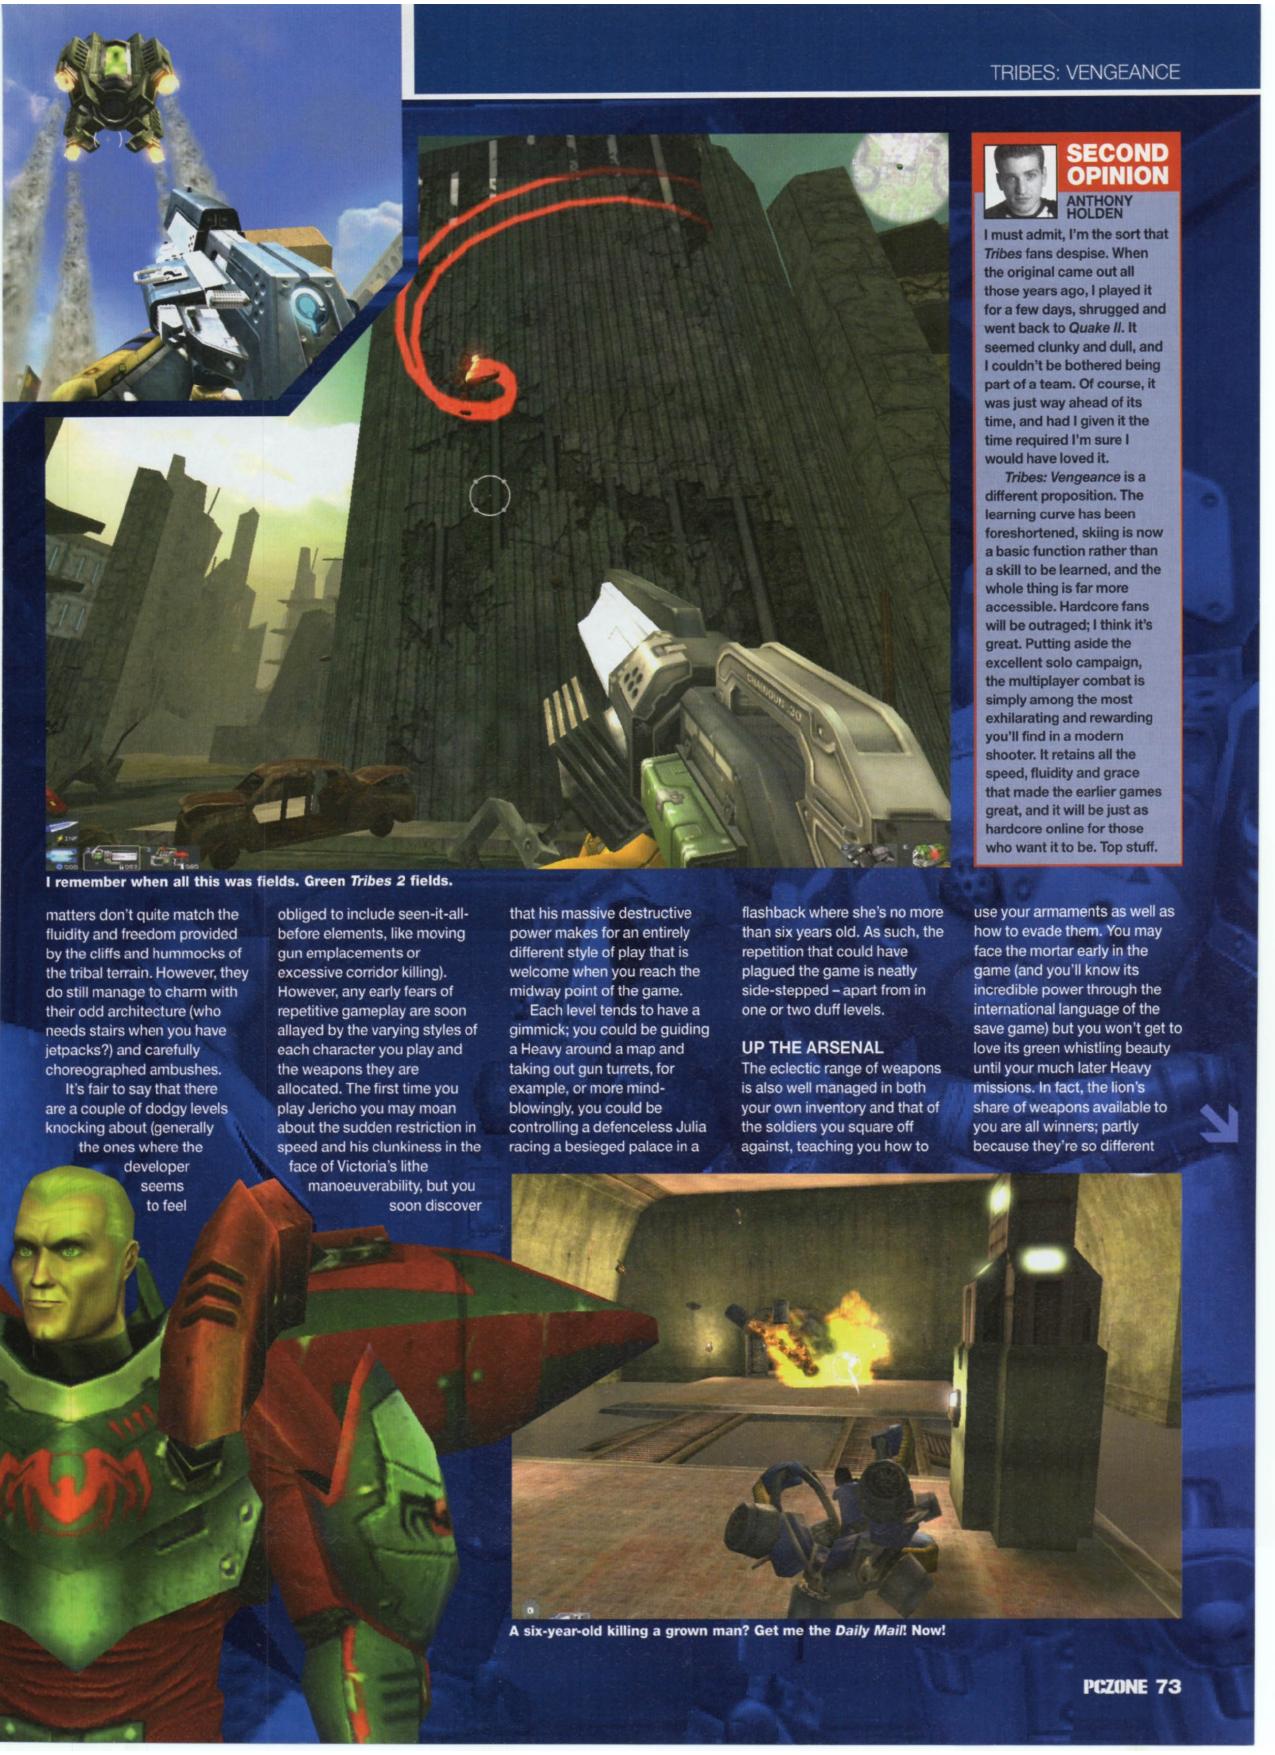 TRIBES: VENGEANCE
SECOND
OPINION
ANTHONY
HOLDEN
I must admit, I'm the sort that
Tribes fans despise. When
the original came out all
those years ago, I played it
for a few days, shrugged and
went back to Quake II. It
seemed clunky and dull, and
I couldn't be bothered being
part of a team. Of course, it
was just way ahead of its
time, and had I given it the
time required I'm sure I
would have loved it.
Tribes: Vengeance is a
different proposition. The
learning curve has been
foreshortened, skiing is now
a basic function rather than
a skill to be learned, and the
whole thing is far more
accessible. Hardcore fans
will be outraged; I think it's
great. Putting aside the
excellent solo campaign,
the multiplayer combat is
simply among the most
exhilarating and rewarding
you'll find in a modern
shooter. It retains all the
speed, fluidity and grace
that made the earlier games
great, and it will be just as
hardcore online for those
who want it to be. Top stuff.
CHAINGUN 30
I remember when all this was fields. Green Tribes 2 fields.
matters don't quite match the
fluidity and freedom provided
by the cliffs and hummocks of
the tribal terrain. However, they
do still manage to charm with
their odd architecture (who
needs stairs when you have
jetpacks?) and carefully
choreographed ambushes.
It's fair to say that there
are a couple of dodgy levels
knocking about (generally
the ones where the
developer
seems
to feel
obliged to include seen-it-all-
before elements, like moving
gun emplacements or
excessive corridor killing).
However, any early fears of
repetitive gameplay are soon
allayed by the varying styles of
each character you play and
the weapons they are
allocated. The first time you
play Jericho you may moan
about the sudden restriction in
speed and his clunkiness in the
face of Victoria's lithe
manoeuverability, but you
soon discover
that his massive destructive
power makes for an entirely
different style of play that is
welcome when you reach the
midway point of the game.
Each level tends to have a
gimmick; you could be guiding
a Heavy around a map and
taking out gun turrets, for
example, or more mind-
blowingly, you could be
controlling a defenceless Julia
racing a besieged palace in a
flashback where she's no more
than six years old. As such, the
repetition that could have
plagued the game is neatly
side-stepped – apart from in
one or two duff levels.
UP THE ARSENAL
The eclectic range of weapons
is also well managed in both
your own inventory and that of
the soldiers you square off
against, teaching you how to
use your armaments as well as
how to evade them. You may
face the mortar early in the
game (and you'll know its
incredible power through the
international language of the
save game) but you won't get to
love its green whistling beauty
until your much later Heavy
missions. In fact, the lion's
share of weapons available to
you are all winners; partly
because they're so different
A six-year-old killing a grown man? Get me the Daily Mail! Now!
PCZONE 73